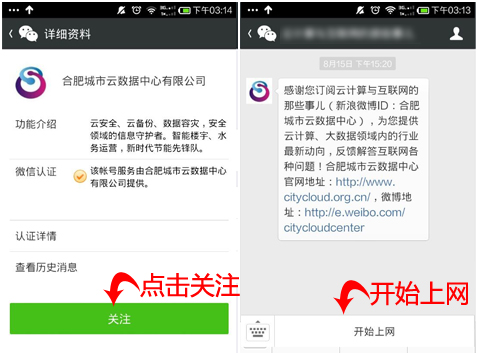 下午03:14
详细资料
合肥城市云数据中心有限公司
功能介绍
云安全、云备份、数据容灾，安全
领域的信息守护者。智能楼宇、水
务运营，新时代节能先锋队。
微信认证
该帐号服务由合肥城市云数据中心
有限公司提供。
认证详情
查看历史消息
点击关注
关注
下午03:13
8月15日 下午15:20
感谢您订阅云计算与互联网的
那些事儿（新浪微博ID：合肥
城市云数据中心），为您提供
云计算、大数据领域内的行业
最新动向，反馈解答互联网各
种问题！合肥城市云数据中心
官网地址：http://www.
citycloud.org.cn/，微博地
址：http://e.weibo.com/
citycloudcenter
开始上网
开始上网